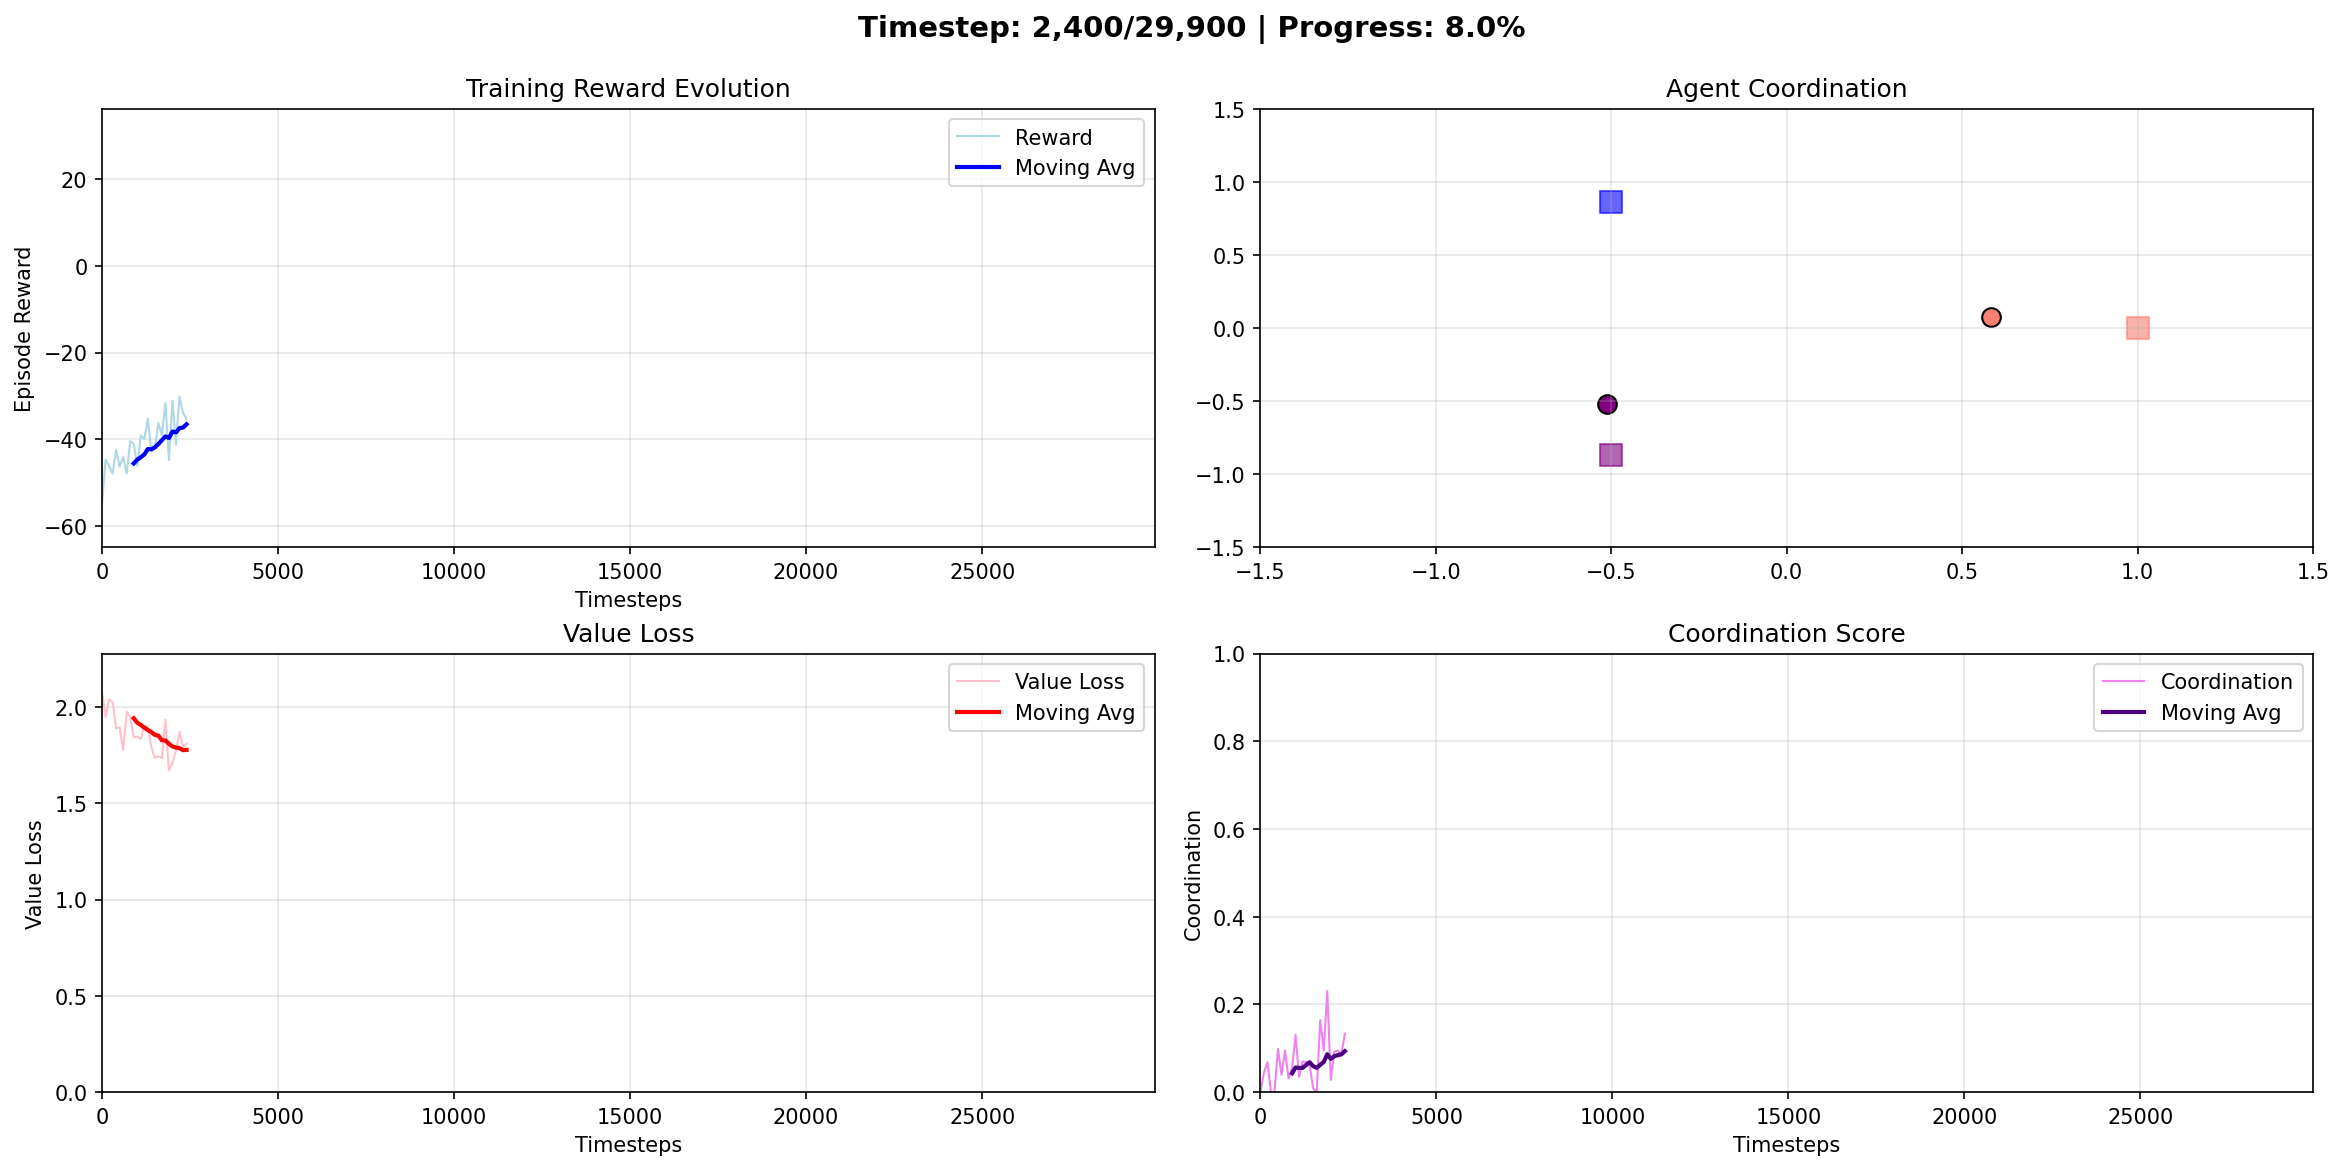 Timestep: 2,400/29,900 | Progress: 8.0%
Training Reward Evolution
Reward
Moving Avg
20
0
−20
−40
−60
Episode Reward
0
5000
10000
15000
20000
25000
Timesteps
Agent Coordination
1.5
1.0
0.5
0.0
−0.5
−1.0
−1.5
−1.5
−1.0
−0.5
0.0
0.5
1.0
1.5
Value Loss
Value Loss
Moving Avg
2.0
1.5
1.0
0.5
0.0
Value Loss
0
5000
10000
15000
20000
25000
Timesteps
Coordination Score
Coordination
Moving Avg
1.0
0.8
0.6
0.4
0.2
0.0
Coordination
0
5000
10000
15000
20000
25000
Timesteps